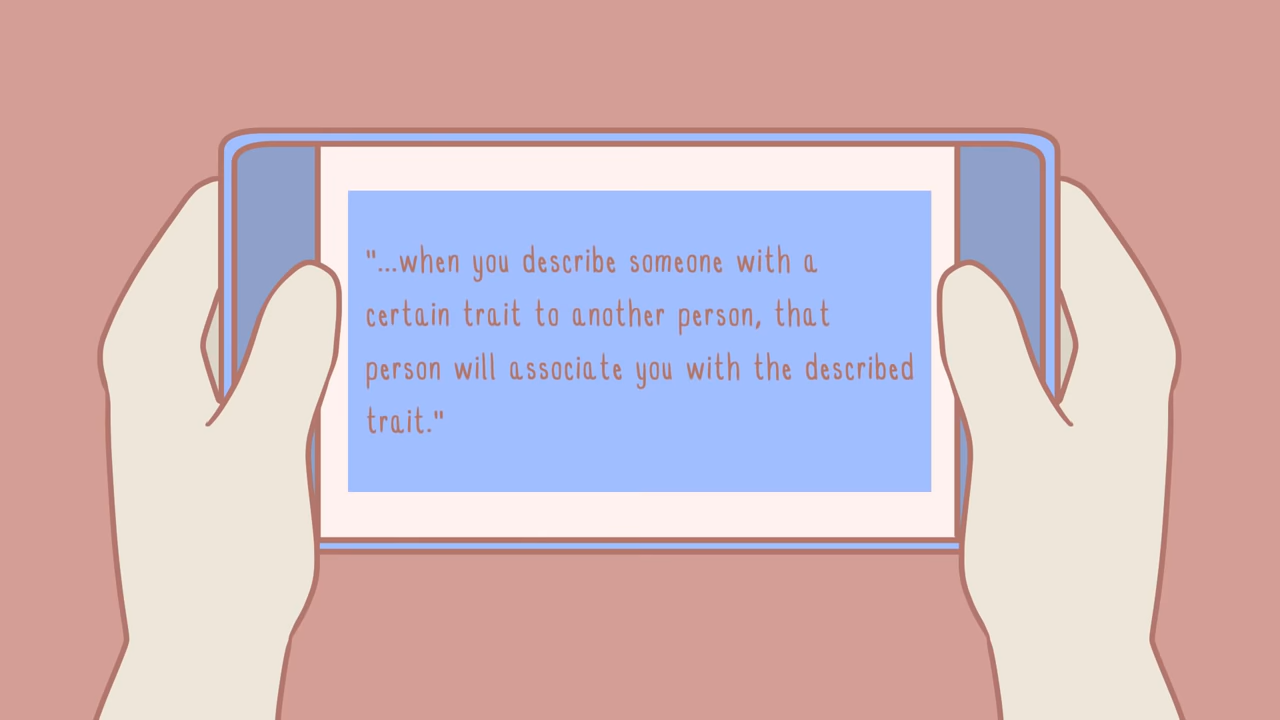 "...when you describe someone with a
certain trait to another person, that
person will associate you with the described
trait."